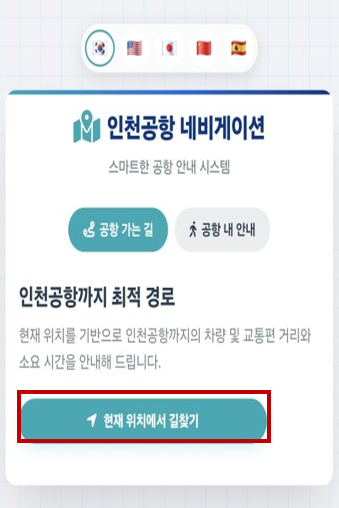 인천공항 네비게이션
스마트한 공항 안내 시스템
공항 가는 길
공항 내 안내
인천공항까지 최적 경로
현재 위치를 기반으로 인천공항까지의 차량 및 교통편 거리와
소요 시간을 안내해 드립니다.
현재 위치에서 길찾기